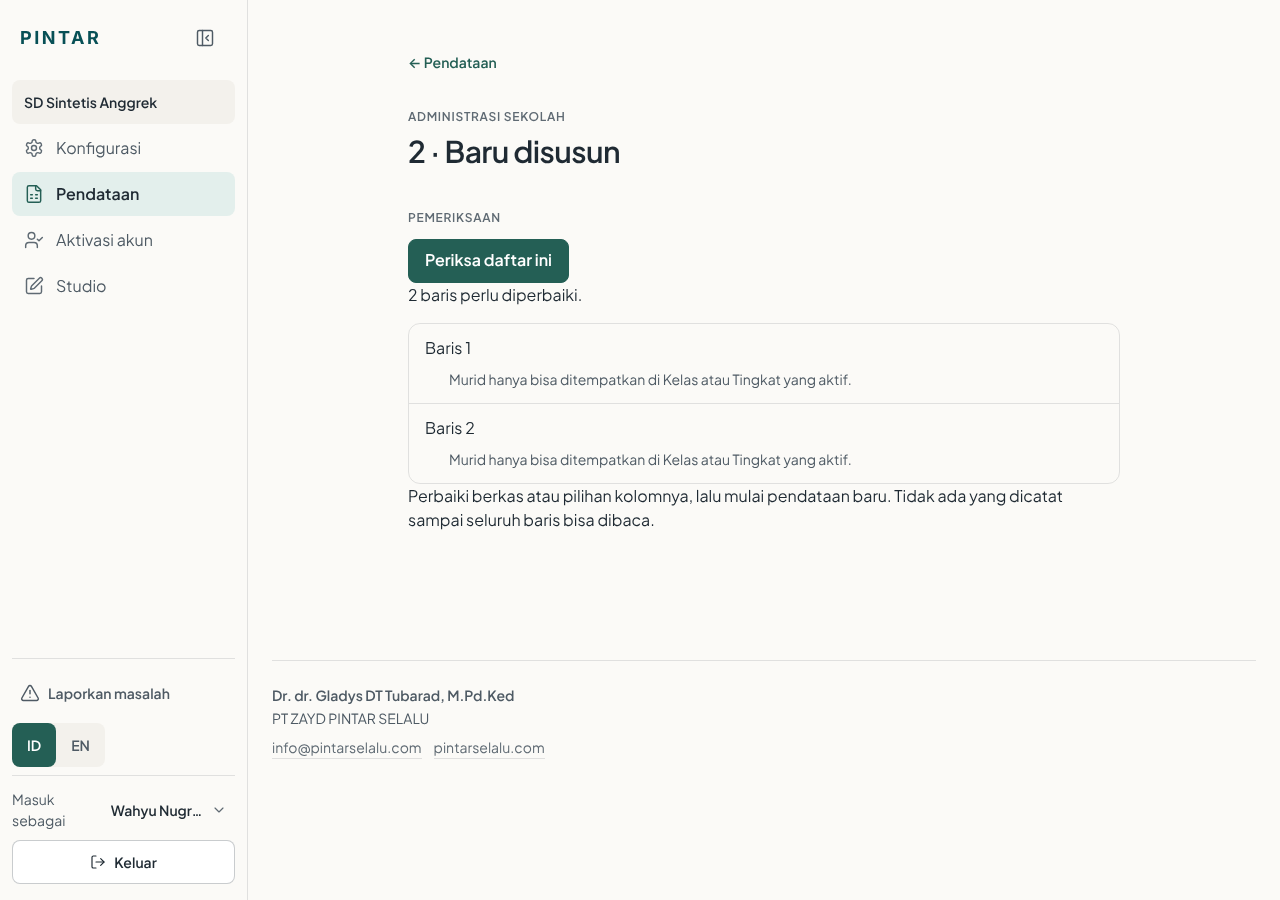 PINTAR
SD Sintetis Anggrek
Konfigurasi
Pendataan
Aktivasi akun
Studio
Laporkan masalah
ID
EN
Masuk sebagai
Wahyu Nugr…
Keluar
← Pendataan
ADMINISTRASI SEKOLAH
2 · Baru disusun
PEMERIKSAAN
Periksa daftar ini
2 baris perlu diperbaiki.
Baris 1
Murid hanya bisa ditempatkan di Kelas atau Tingkat yang aktif.
Baris 2
Murid hanya bisa ditempatkan di Kelas atau Tingkat yang aktif.
Perbaiki berkas atau pilihan kolomnya, lalu mulai pendataan baru. Tidak ada yang dicatat
sampai seluruh baris bisa dibaca.
Dr. dr. Gladys DT Tubarad, M.Pd.Ked
PT ZAYD PINTAR SELALU
info@pintarselalu.com pintarselalu.com